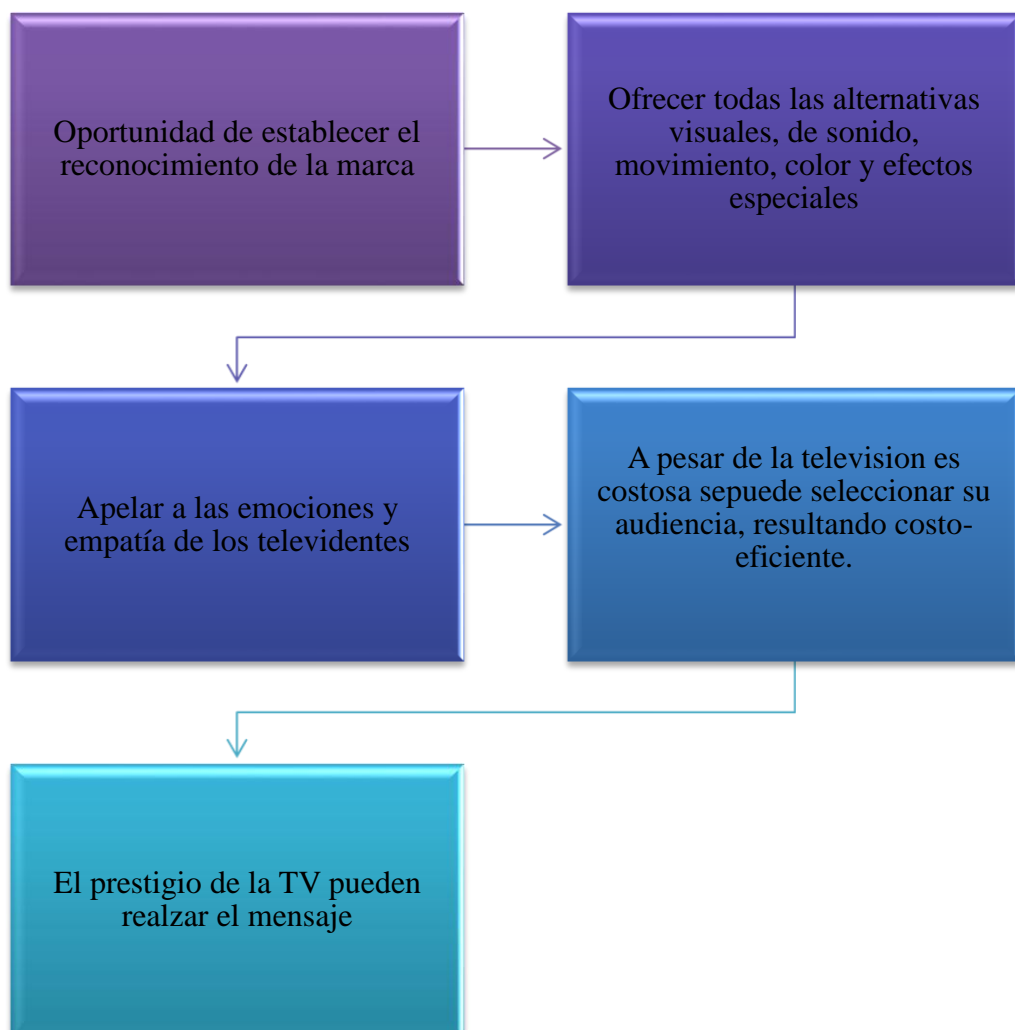 Oportunidad de establecer el
reconocimiento de la marca
Ofrecer todas las alternativas
visuales, de sonido,
movimiento, color y efectos
especiales
Apelar a las emociones y
empatía de los televidentes
A pesar de la television es
costosa sepuede seleccionar su
audiencia, resultando costo-
eficiente.
El prestigio de la TV pueden
realzar el mensaje